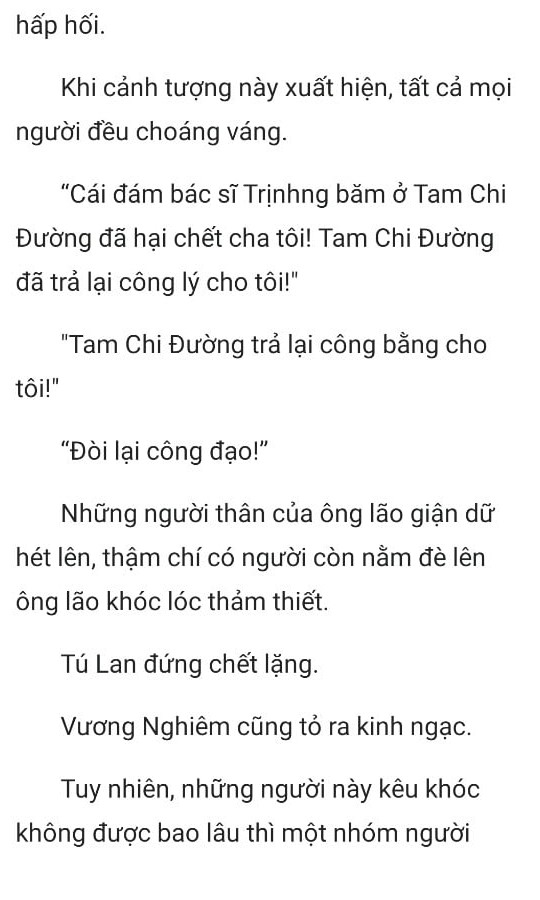 hấp hối.
Khi cảnh tượng này xuất hiện, tất cả mọi
người đều choáng váng.
“Cái đám bác sĩ Trịnhng băm ở Tam Chi
Đường đã hại chết cha tôi! Tam Chi Đường
đã trả lại công lý cho tôi!"
"Tam Chi Đường trả lại công bằng cho
tôi!"
“Đòi lại công đạo!”
Những người thân của ông lão giận dữ
hét lên, thậm chí có người còn nằm đè lên
ông lão khóc lóc thảm thiết.
Tú Lan đứng chết lặng.
Vương Nghiêm cũng tỏ ra kinh ngạc.
Tuy nhiên, những người này kêu khóc
không được bao lâu thì một nhóm người